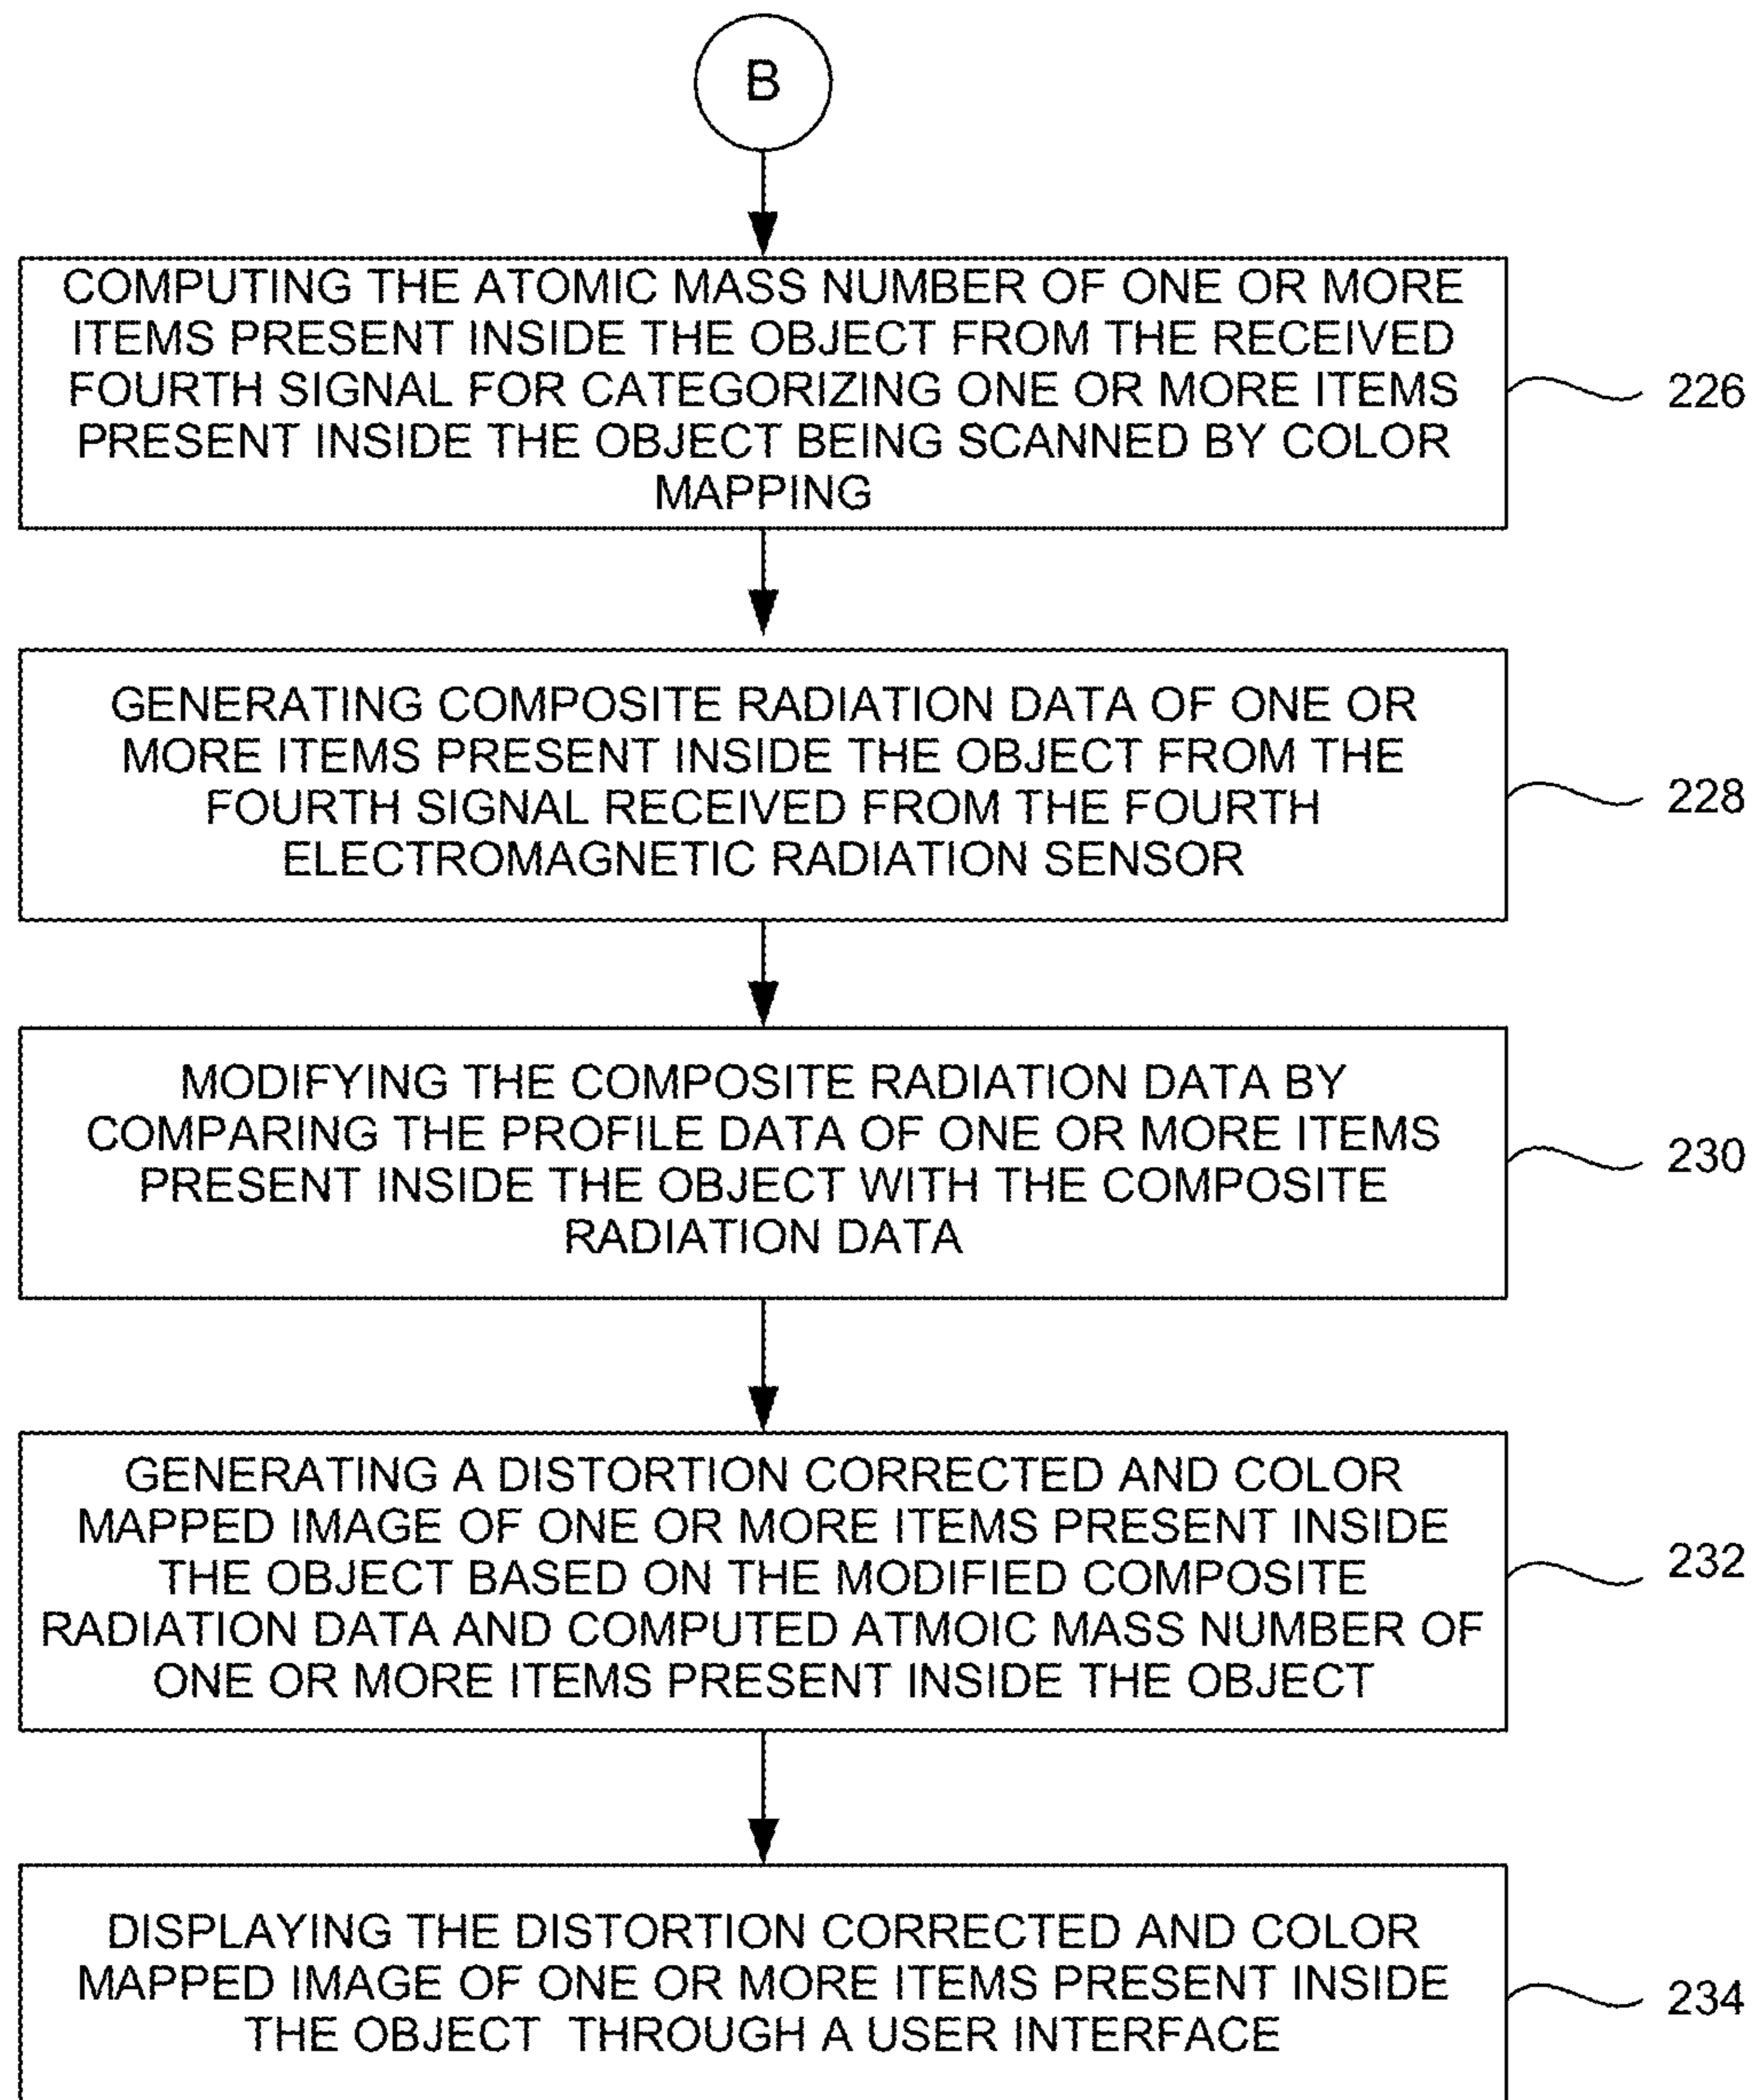 B
COMPUTING THE ATOMIC MASS NUMBER OF ONE OR MORE
ITEMS PRESENT INSIDE THE OBJECT FROM THE RECEIVED
FOURTH SIGNAL FOR CATEGORIZING ONE OR MORE ITEMS
PRESENT INSIDE THE OBJECT BEING SCANNED BY COLOR
MAPPING
226
GENERATING COMPOSITE RADIATION DATA OF ONE OR
MORE ITEMS PRESENT INSIDE THE OBJECT FROM THE
FOURTH SIGNAL RECEIVED FROM THE FOURTH
ELECTROMAGNETIC RADIATION SENSOR
228
MODIFYING THE COMPOSITE RADIATION DATA BY
COMPARING THE PROFILE DATA OF ONE OR MORE ITEMS
PRESENT INSIDE THE OBJECT WITH THE COMPOSITE
RADIATION DATA
230
GENERATING A DISTORTION CORRECTED AND COLOR
MAPPED IMAGE OF ONE OR MORE ITEMS PRESENT INSIDE
THE OBJECT BASED ON THE MODIFIED COMPOSITE
RADIATION DATA AND COMPUTED ATMOIC MASS NUMBER OF
ONE OR MORE ITEMS PRESENT INSIDE THE OBJECT
232
DISPLAYING THE DISTORTION CORRECTED AND COLOR
MAPPED IMAGE OF ONE OR MORE ITEMS PRESENT INSIDE
THE OBJECT THROUGH A USER INTERFACE
234